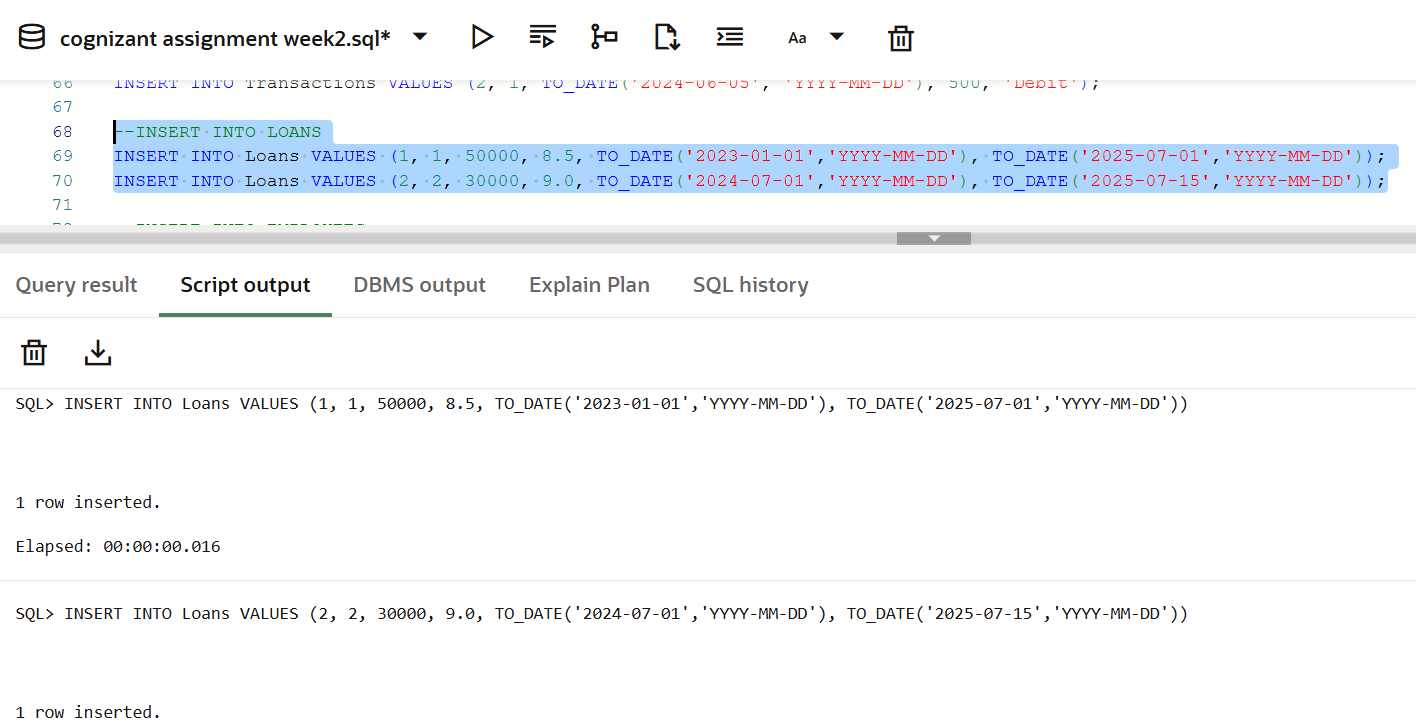 cognizant assignment week2.sql*
Aa
66 INSERT INTO Transactions VALUES (2, 1, TO_DATE('2024-06-05', 'YYYY-MM-DD'), 500, 'Debit');
67
68 --INSERT INTO LOANS
69 INSERT INTO Loans VALUES (1, 1, 50000, 8.5, TO_DATE('2023-01-01','YYYY-MM-DD'), TO_DATE('2025-07-01','YYYY-MM-DD'));
70 INSERT INTO Loans VALUES (2, 2, 30000, 9.0, TO_DATE('2024-07-01','YYYY-MM-DD'), TO_DATE('2025-07-15','YYYY-MM-DD'));
71
Query result Script output DBMS output Explain Plan SQL history
SQL> INSERT INTO Loans VALUES (1, 1, 50000, 8.5, TO_DATE('2023-01-01','YYYY-MM-DD'), TO_DATE('2025-07-01','YYYY-MM-DD'))
1 row inserted.
Elapsed: 00:00:00.016
SQL> INSERT INTO Loans VALUES (2, 2, 30000, 9.0, TO_DATE('2024-07-01','YYYY-MM-DD'), TO_DATE('2025-07-15','YYYY-MM-DD'))
1 row inserted.